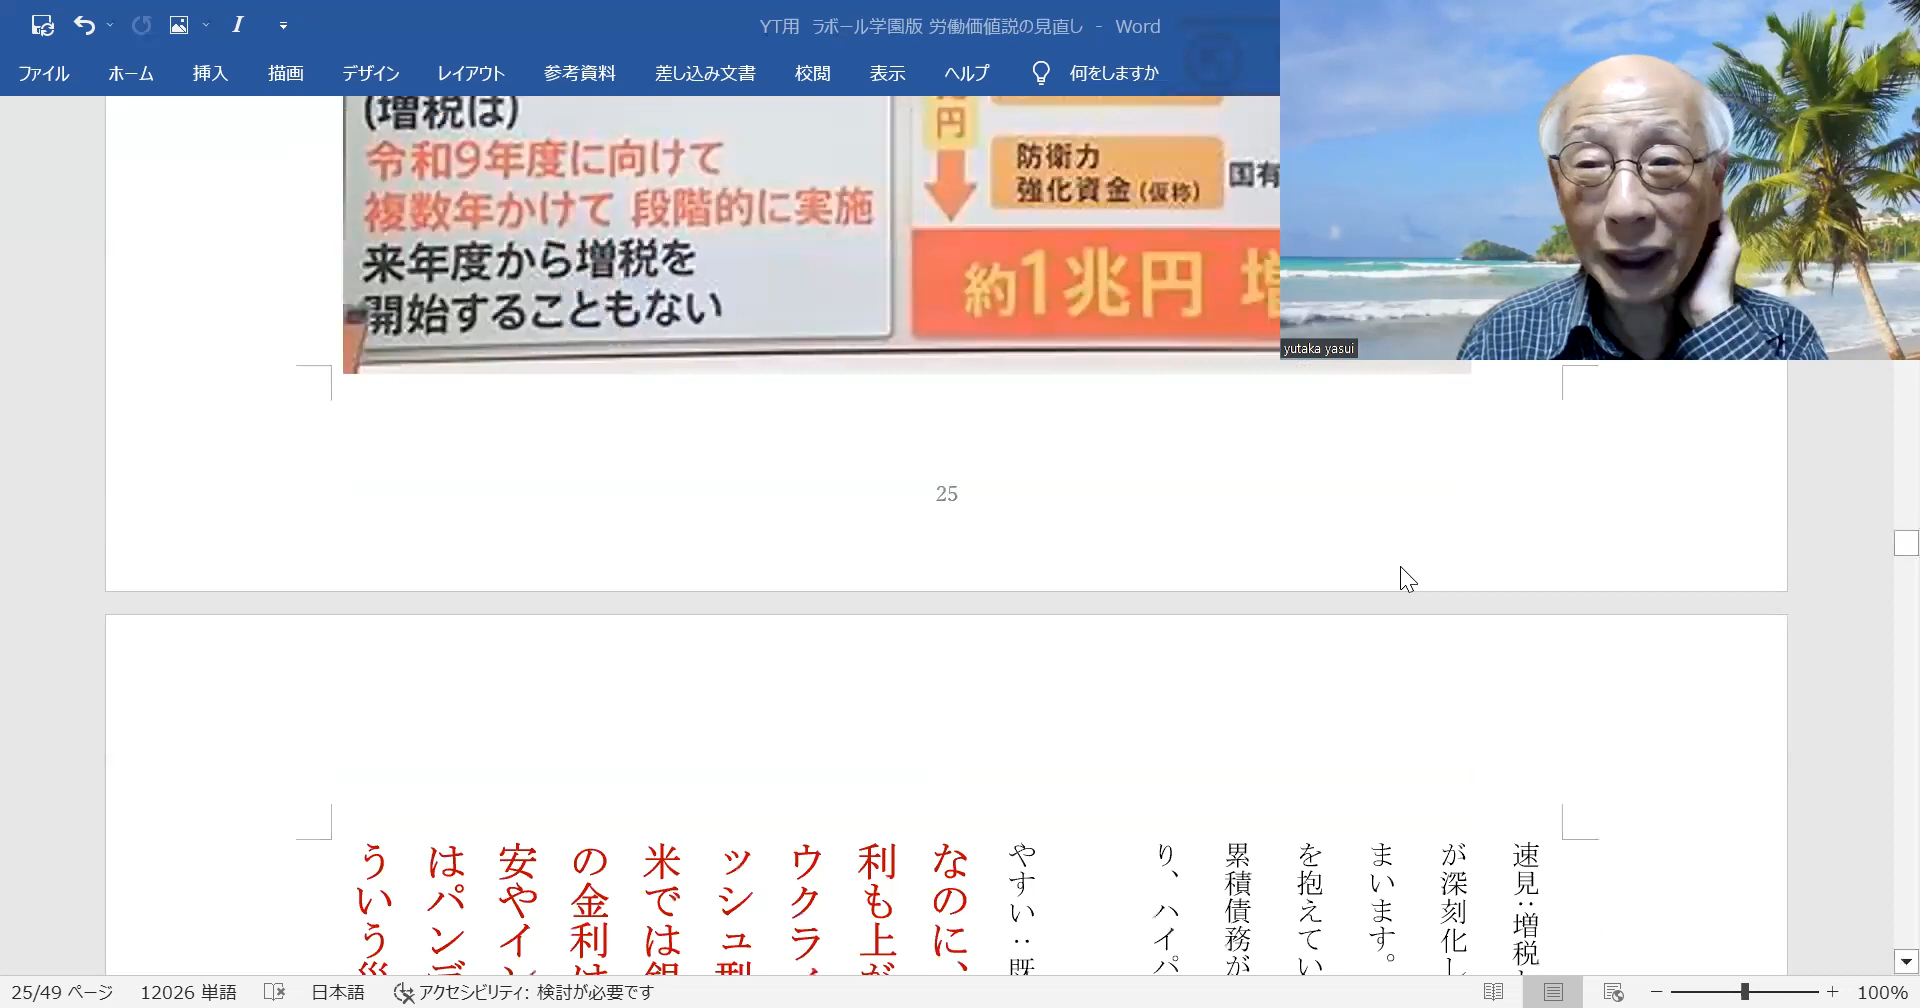 YT用 ラボール学園版 労働価値説の見直し - Word
ファイル ホーム 挿入 描画 デザイン レイアウト 参考資料 差し込み文書 校閲 表示 ヘルプ 何をしますか
(増税は)
令和9年度に向けて
複数年かけて 段階的に実施
来年度から増税を
開始することもない
円
防衛力
強化資金(仮称)
国有
約1兆円 増
yutaka yasui
25
速見:増税
が深刻化し
まいます。
を抱えてい
累積債務が
り、ハイパ
やすい:既
なのに、
利も上が
ウクライ
ッシュ型
米では銀
の金利は
安やイン
はパンデ
ういう災
25/49 ページ 12026 単語 日本語 アクセシビリティ: 検討が必要です 100%